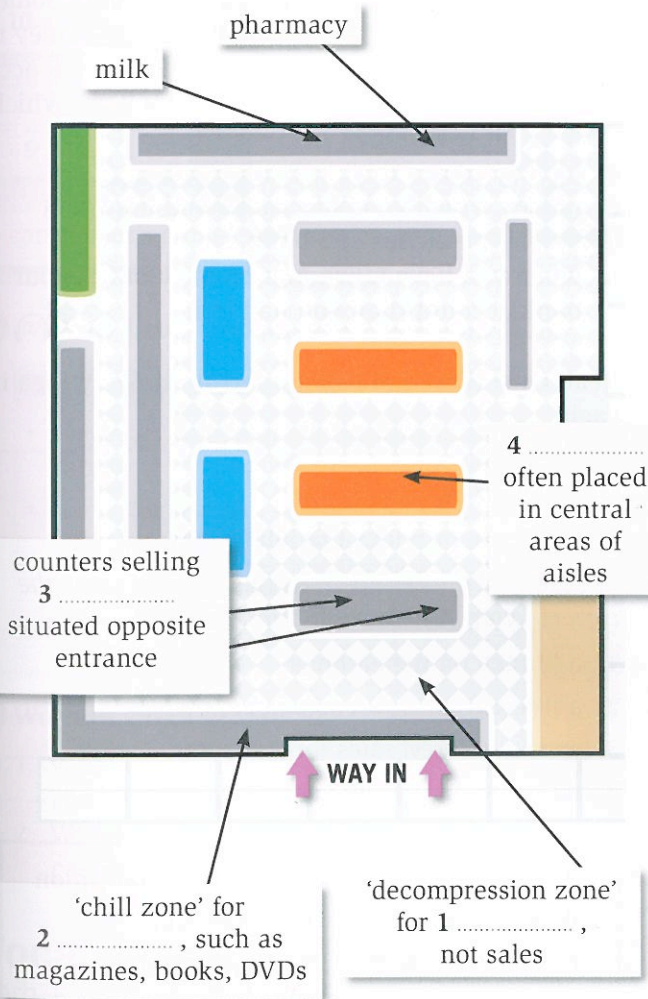 pharmacy
milk
4 ....................
often placed
in central
areas of
aisles
counters selling
3 ....................
situated opposite
entrance
WAY IN
'chill zone' for
2 ...................., such as
magazines, books, DVDs
'decompression zone'
for 1 ....................,
not sales